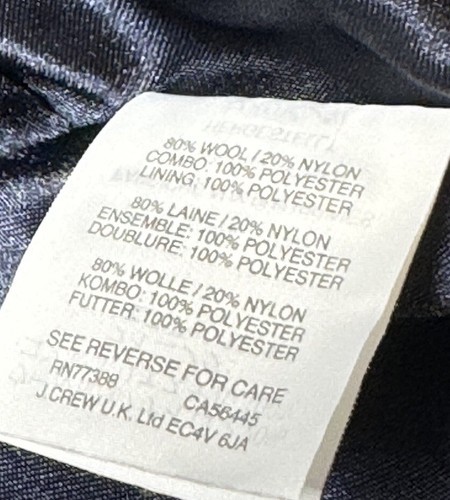 80% WOOL / 20% NYLON
COMBO: 100% POLYESTER
LINING: 100% POLYESTER
80% LAINE / 20% NYLON
ENSEMBLE: 100% POLYESTER
DOUBLURE: 100% POLYESTER
80% WOLLE / 20% NYLON
KOMBO: 100% POLYESTER
FUTTER: 100% POLYESTER
SEE REVERSE FOR CARE
RN77388 CA56445
J.CREW U.K. Ltd EC4V 6JA